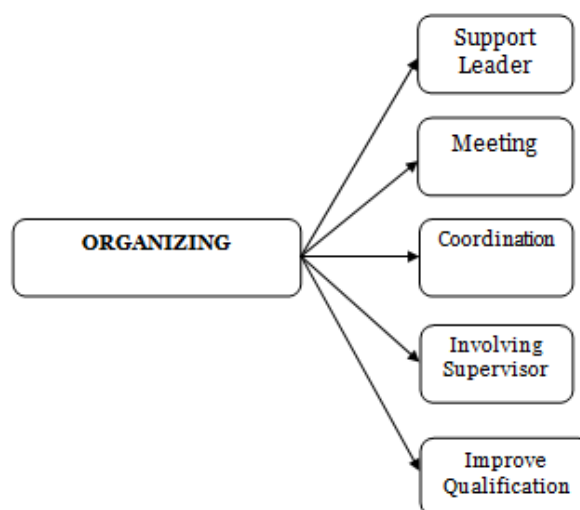 Support
Leader
Meeting
ORGANIZING
Coordination
Involving
Supervisor
Improve
Qualification